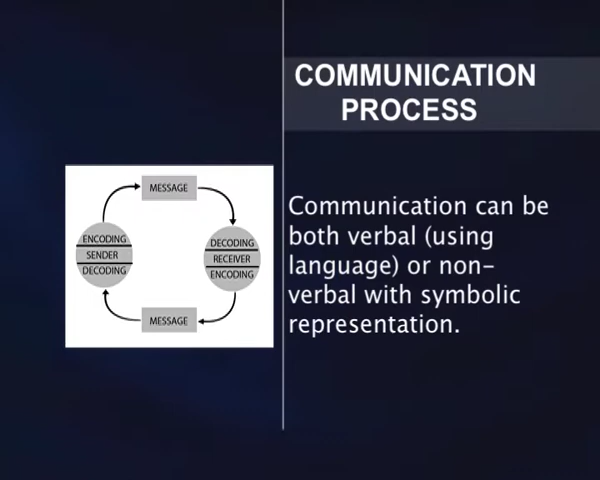 COMMUNICATION
PROCESS
Communication can be
both verbal (using
language) or non-
verbal with symbolic
representation.
MESSAGE
ENCODING
SENDER
DECODING
DECODING
RECEIVER
ENCODING
MESSAGE